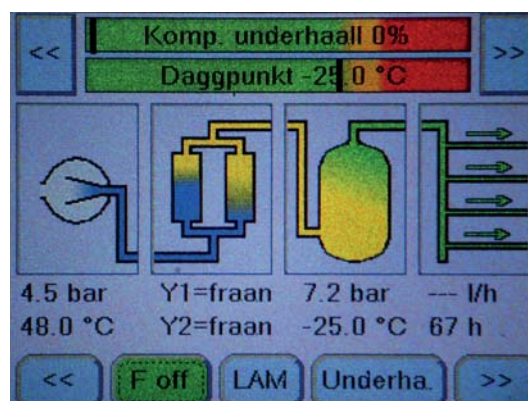 << Komp. underhaall 0% >>
Daggpunkt -25.0 °C
4.5 bar Y1=fraan 7.2 bar --- l/h
48.0 °C Y2=fraan -25.0 °C 67 h
<< F off LAM Underha. >>